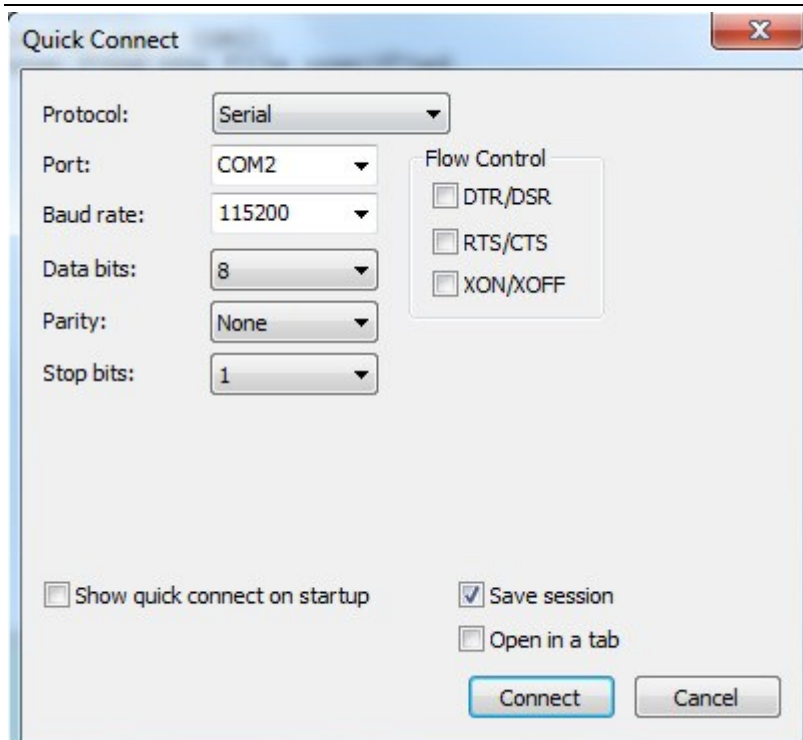 Quick Connect
Protocol: Serial
Port: COM2
Flow Control
Baud rate: 115200
DTR/DSR
RTS/CTS
Data bits: 8
XON/XOFF
Parity: None
Stop bits: 1
Show quick connect on startup
Save session
Open in a tab
Connect
Cancel